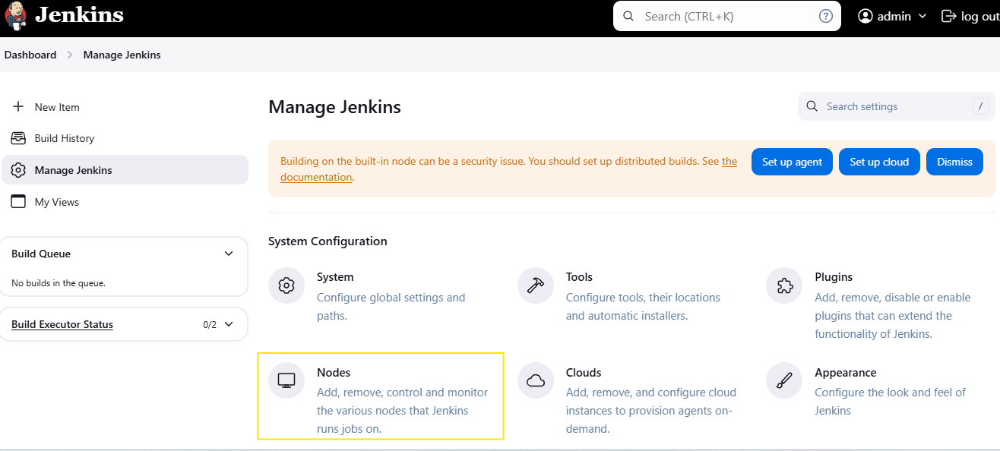 Jenkins
Search (CTRL+K)
?
admin
log out
Dashboard
Manage Jenkins
New Item
Build History
Manage Jenkins
My Views
Build Queue
No builds in the queue.
Build Executor Status
0/2
Manage Jenkins
Search settings
/
Building on the built-in node can be a security issue. You should set up distributed builds. See the
documentation.
Set up agent
Set up cloud
Dismiss
System Configuration
System
Configure global settings and
paths.
Tools
Configure tools, their locations
and automatic installers.
Plugins
Add, remove, disable or enable
plugins that can extend the
functionality of Jenkins.
Nodes
Add, remove, control and monitor
the various nodes that Jenkins
runs jobs on.
Clouds
Add, remove, and configure cloud
instances to provision agents on-
demand.
Appearance
Configure the look and feel of
Jenkins